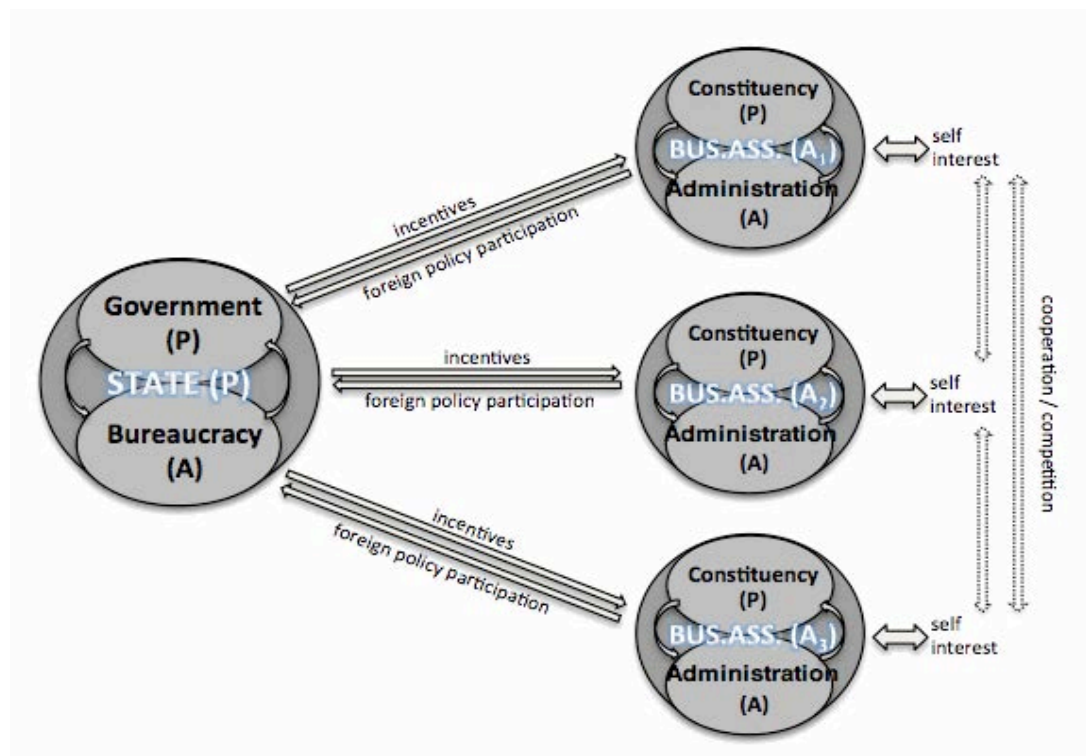 Constituency
(P)
BUS.ASS. (A₁)
Administration
(A)
self
interest
incentives
foreign policy participation
Government
(P)
STATE (P)
Bureaucracy
(A)
incentives
foreign policy participation
Constituency
(P)
BUS.ASS. (A₂)
Administration
(A)
self
interest
cooperation / competition
incentives
foreign policy participation
Constituency
(P)
BUS.ASS. (A₃)
Administration
(A)
self
interest